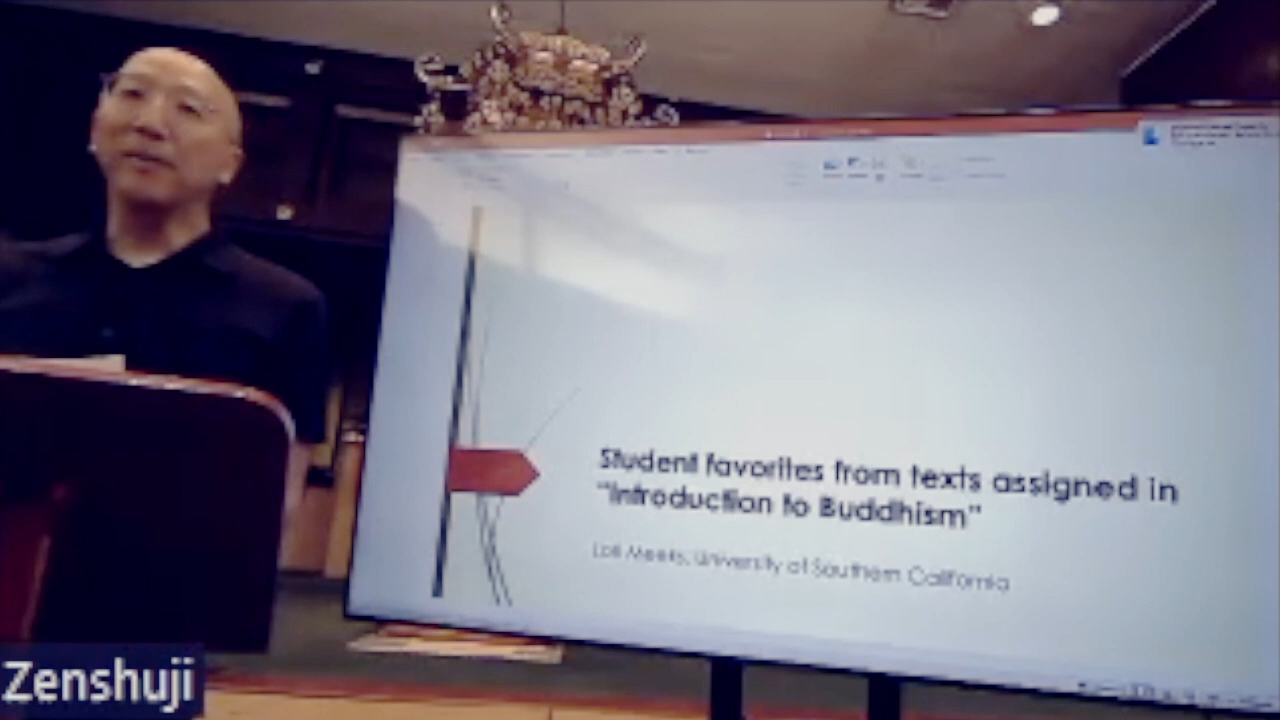 Student favorites from texts assigned in
"Introduction to Buddhism"
Lori Meeks, University of Southern California
Zenshuji